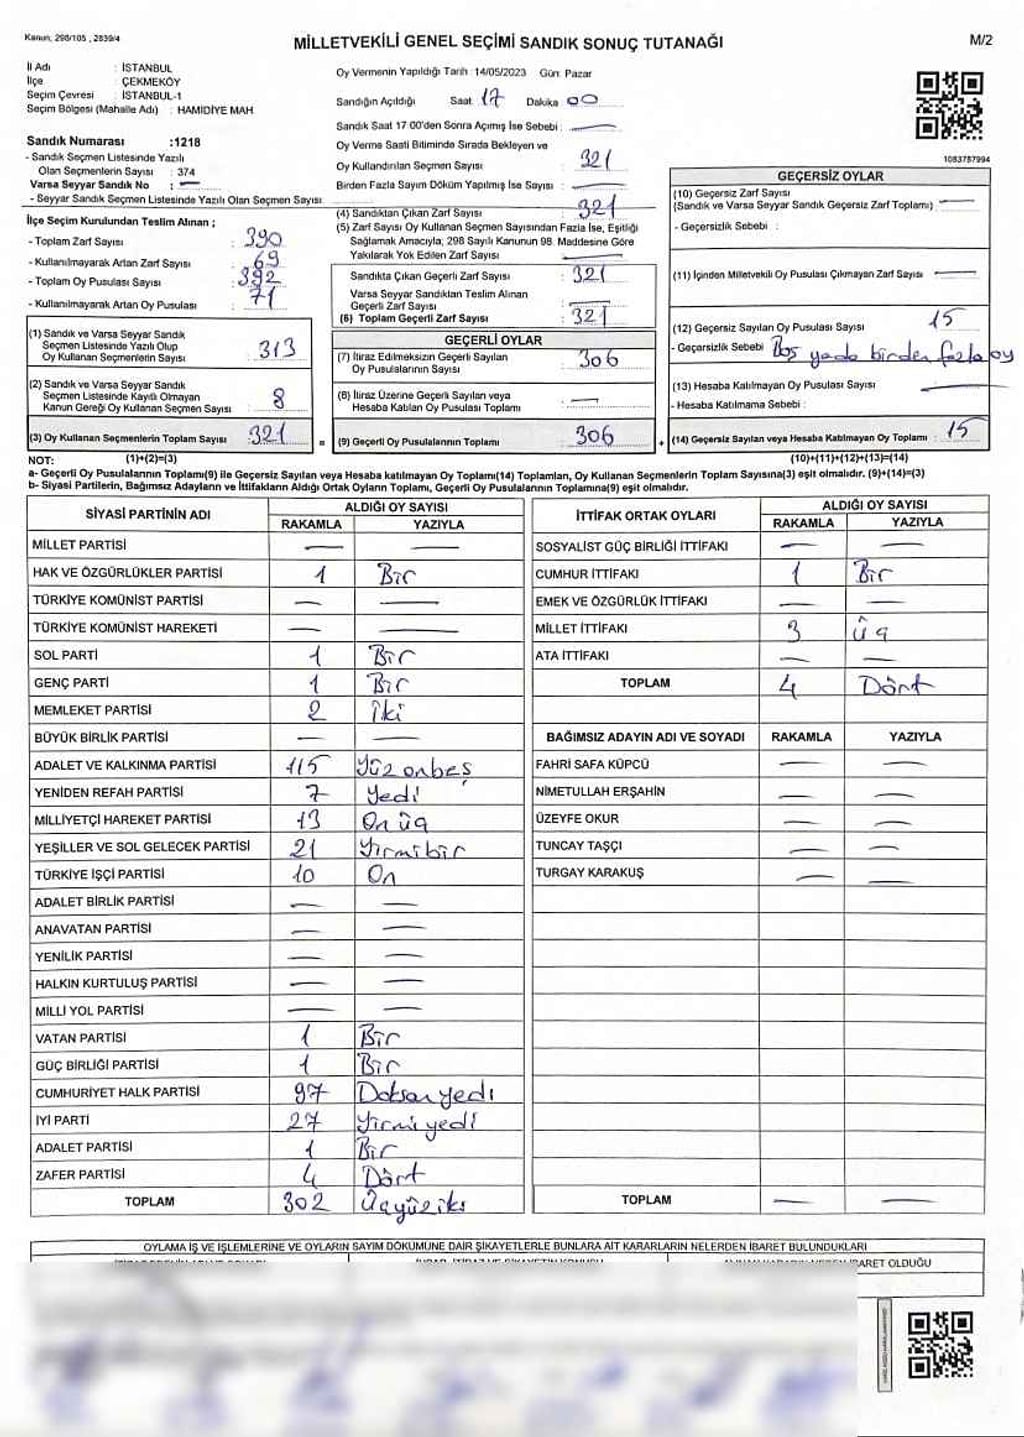 Kanun, 298/105 , 2839/4
MİLLETVEKİLİ GENEL SEÇİMİ SANDIK SONUÇ TUTANAĞI
M/2
İl Adı : İSTANBUL
İlçe : ÇEKMEKÖY
Seçim Çevresi : İSTANBUL-1
Seçim Bölgesi (Mahalle Adı) : HAMİDİYE MAH
Sandık Numarası :1218
- Sandık Seçmen Listesinde Yazılı
Olan Seçmenlerin Sayısı : 374
Varsa Seyyar Sandık No : —
- Seyyar Sandık Seçmen Listesinde Yazılı Olan Seçmen Sayısı
İlçe Seçim Kurulundan Teslim Alınan ;
- Toplam Zarf Sayısı : 390
- Kullanılmayarak Artan Zarf Sayısı : 69
- Toplam Oy Pusulası Sayısı : 392
- Kullanılmayarak Artan Oy Pusulası : 71
(1) Sandık ve Varsa Seyyar Sandık
Seçmen Listesinde Yazılı Olup
Oy Kullanan Seçmenlerin Sayısı : 313
(2) Sandık ve Varsa Seyyar Sandık
Seçmen Listesinde Kayıtlı Olmayan
Kanun Gereği Oy Kullanan Seçmen Sayısı : 8
(3) Oy Kullanan Seçmenlerin Toplam Sayısı : 321
Oy Vermenin Yapıldığı Tarih : 14/05/2023 Gün: Pazar
Sandığın Açıldığı Saat 17 Dakika 00
Sandık Saat 17 00'den Sonra Açımış İse Sebebi : —
Oy Verme Saati Bitiminde Sırada Bekleyen ve
Oy Kullandırılan Seçmen Sayısı : 321
Birden Fazla Sayım Döküm Yapılmış İse Sayısı : —
(4) Sandıktan Çıkan Zarf Sayısı : 321
(5) Zarf Sayısı Oy Kullanan Seçmen Sayısından Fazla İse, Eşitliği
Sağlamak Amacıyla; 298 Sayılı Kanunun 98. Maddesine Göre
Yakılarak Yok Edilen Zarf Sayısı :
Sandıkta Çıkan Geçerli Zarf Sayısı : 321
Varsa Seyyar Sandıkları Teslim Alınan
Geçerli Zarf Sayısı : —
(6) Toplam Geçerli Zarf Sayısı : 321
GEÇERLİ OYLAR
(7) İtiraz Edilmeksizin Geçerli Sayılan
Oy Pusulalarının Sayısı : 306
(8) İtiraz Üzerine Geçerli Sayılan veya
Hesaba Katılan Oy Pusulası Toplamı : —
= (9) Geçerli Oy Pusulalarının Toplamı : 306
1083787994
GEÇERSİZ OYLAR
(10) Geçersiz Zarf Sayısı
(Sandık ve Varsa Seyyar Sandık Geçersiz Zarf Toplamı) : —
- Geçersizlik Sebebi :
(11) İçinden Milletvekili Oy Pusulası Çıkmayan Zarf Sayısı : —
(12) Geçersiz Sayılan Oy Pusulası Sayısı : 15
- Geçersizlik Sebebi : Boş yada birden fazla oy
(13) Hesaba Katılmayan Oy Pusulası Sayısı : —
- Hesaba Katılmama Sebebi :
+ (14) Geçersiz Sayılan veya Hesaba Katılmayan Oy Toplamı : 15
NOT: (1)+(2)=(3) (10)+(11)+(12)+(13)=(14)
a- Geçerli Oy Pusulalarının Toplamı(9) ile Geçersiz Sayılan veya Hesaba katılmayan Oy Toplamı(14) Toplamları, Oy Kullanan Seçmenlerin Toplam Sayısına(3) eşit olmalıdır. (9)+(14)=(3)
b- Siyasi Partilerin, Bağımsız Adayların ve İttifakların Aldığı Ortak Oyların Toplamı, Geçerli Oy Pusulalarının Toplamına(9) eşit olmalıdır.
SİYASİ PARTİNİN ADI ALDIĞI OY SAYISI
RAKAMLA YAZIYLA
MİLLET PARTİSİ — —
HAK VE ÖZGÜRLÜKLER PARTİSİ 1 Bir
TÜRKİYE KOMÜNİST PARTİSİ — —
TÜRKİYE KOMÜNİST HAREKETİ — —
SOL PARTİ 1 Bir
GENÇ PARTİ 1 Bir
MEMLEKET PARTİSİ 2 İki
BÜYÜK BİRLİK PARTİSİ — —
ADALET VE KALKINMA PARTİSİ 115 Yüzonbeş
YENİDEN REFAH PARTİSİ 7 Yedi
MİLLİYETÇİ HAREKET PARTİSİ 13 Onüç
YEŞİLLER VE SOL GELECEK PARTİSİ 21 Yirmibir
TÜRKİYE İŞÇİ PARTİSİ 10 On
ADALET BİRLİK PARTİSİ — —
ANAVATAN PARTİSİ — —
YENİLİK PARTİSİ — —
HALKIN KURTULUŞ PARTİSİ — —
MİLLİ YOL PARTİSİ — —
VATAN PARTİSİ 1 Bir
GÜÇ BİRLİĞİ PARTİSİ 1 Bir
CUMHURİYET HALK PARTİSİ 97 Doksanyedi
İYİ PARTİ 27 Yirmiyedi
ADALET PARTİSİ 1 Bir
ZAFER PARTİSİ 4 Dört
TOPLAM 302 Üçyüziki
İTTİFAK ORTAK OYLARI ALDIĞI OY SAYISI
RAKAMLA YAZIYLA
SOSYALİST GÜÇ BİRLİĞİ İTTİFAKI — —
CUMHUR İTTİFAKI 1 Bir
EMEK VE ÖZGÜRLÜK İTTİFAKI — —
MİLLET İTTİFAKI 3 Üç
ATA İTTİFAKI — —
TOPLAM 4 Dört
BAĞIMSIZ ADAYIN ADI VE SOYADI RAKAMLA YAZIYLA
FAHRİ SAFA KÜPCÜ — —
NİMETULLAH ERŞAHİN — —
ÜZEYFE OKUR — —
TUNCAY TAŞÇI — —
TURGAY KARAKUŞ — —
TOPLAM — —
OYLAMA İŞ VE İŞLEMLERİNE VE OYLARIN SAYIM DÖKÜMÜNE DAİR ŞİKAYETLERLE BUNLARA AİT KARARLARIN NELERDEN İBARET BULUNDUKLARI
İBARET OLDUĞU